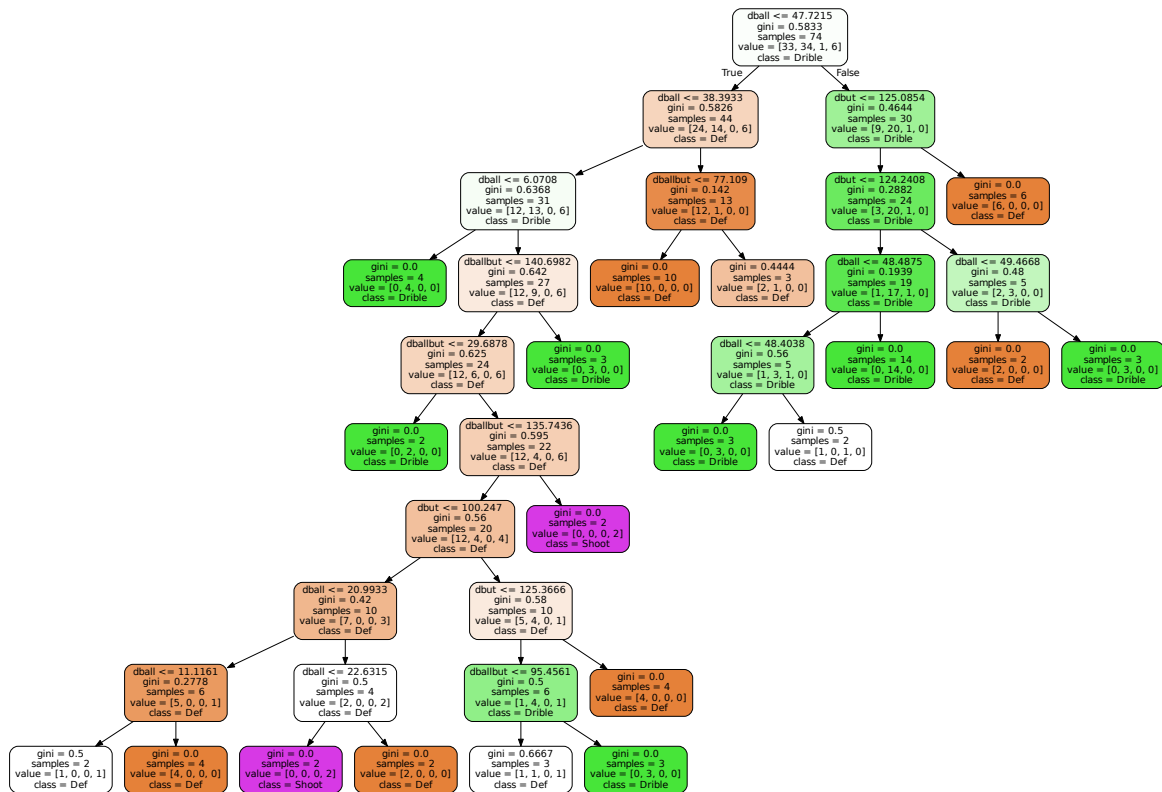 dball <= 47.7215
gini = 0.5833
samples = 74
value = [33, 34, 1, 6]
class = Drible
True
False
dball <= 38.3933
gini = 0.5826
samples = 44
value = [24, 14, 0, 6]
class = Def
dbut <= 125.0854
gini = 0.4644
samples = 30
value = [9, 20, 1, 0]
class = Drible
dball <= 6.0708
gini = 0.6368
samples = 31
value = [12, 13, 0, 6]
class = Drible
dballbut <= 77.109
gini = 0.142
samples = 13
value = [12, 1, 0, 0]
class = Def
dbut <= 124.2408
gini = 0.2882
samples = 24
value = [3, 20, 1, 0]
class = Drible
gini = 0.0
samples = 6
value = [6, 0, 0, 0]
class = Def
gini = 0.0
samples = 4
value = [0, 4, 0, 0]
class = Drible
dballbut <= 140.6982
gini = 0.642
samples = 27
value = [12, 9, 0, 6]
class = Def
gini = 0.0
samples = 10
value = [10, 0, 0, 0]
class = Def
gini = 0.4444
samples = 3
value = [2, 1, 0, 0]
class = Def
dball <= 48.4875
gini = 0.1939
samples = 19
value = [1, 17, 1, 0]
class = Drible
dball <= 49.4668
gini = 0.48
samples = 5
value = [2, 3, 0, 0]
class = Drible
dballbut <= 29.6878
gini = 0.625
samples = 24
value = [12, 6, 0, 6]
class = Def
gini = 0.0
samples = 3
value = [0, 3, 0, 0]
class = Drible
dball <= 48.4038
gini = 0.56
samples = 5
value = [1, 3, 1, 0]
class = Drible
gini = 0.0
samples = 14
value = [0, 14, 0, 0]
class = Drible
gini = 0.0
samples = 2
value = [2, 0, 0, 0]
class = Def
gini = 0.0
samples = 3
value = [0, 3, 0, 0]
class = Drible
gini = 0.0
samples = 2
value = [0, 2, 0, 0]
class = Drible
dballbut <= 135.7436
gini = 0.595
samples = 22
value = [12, 4, 0, 6]
class = Def
gini = 0.0
samples = 3
value = [0, 3, 0, 0]
class = Drible
gini = 0.5
samples = 2
value = [1, 0, 1, 0]
class = Def
dbut <= 100.247
gini = 0.56
samples = 20
value = [12, 4, 0, 4]
class = Def
gini = 0.0
samples = 2
value = [0, 0, 0, 2]
class = Shoot
dball <= 20.9933
gini = 0.42
samples = 10
value = [7, 0, 0, 3]
class = Def
dbut <= 125.3666
gini = 0.58
samples = 10
value = [5, 4, 0, 1]
class = Def
dball <= 11.1161
gini = 0.2778
samples = 6
value = [5, 0, 0, 1]
class = Def
dball <= 22.6315
gini = 0.5
samples = 4
value = [2, 0, 0, 2]
class = Def
dballbut <= 95.4561
gini = 0.5
samples = 6
value = [1, 4, 0, 1]
class = Drible
gini = 0.0
samples = 4
value = [4, 0, 0, 0]
class = Def
gini = 0.5
samples = 2
value = [1, 0, 0, 1]
class = Def
gini = 0.0
samples = 4
value = [4, 0, 0, 0]
class = Def
gini = 0.0
samples = 2
value = [0, 0, 0, 2]
class = Shoot
gini = 0.0
samples = 2
value = [2, 0, 0, 0]
class = Def
gini = 0.6667
samples = 3
value = [1, 1, 0, 1]
class = Def
gini = 0.0
samples = 3
value = [0, 3, 0, 0]
class = Drible